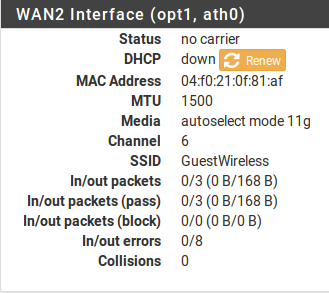 WAN2 Interface (opt1, ath0)
Status no carrier
DHCP down Renew
MAC Address 04:f0:21:0f:81:af
MTU 1500
Media autoselect mode 11g
Channel 6
SSID GuestWireless
In/out packets 0/3 (0 B/168 B)
In/out packets (pass) 0/3 (0 B/168 B)
In/out packets (block) 0/0 (0 B/0 B)
In/out errors 0/8
Collisions 0